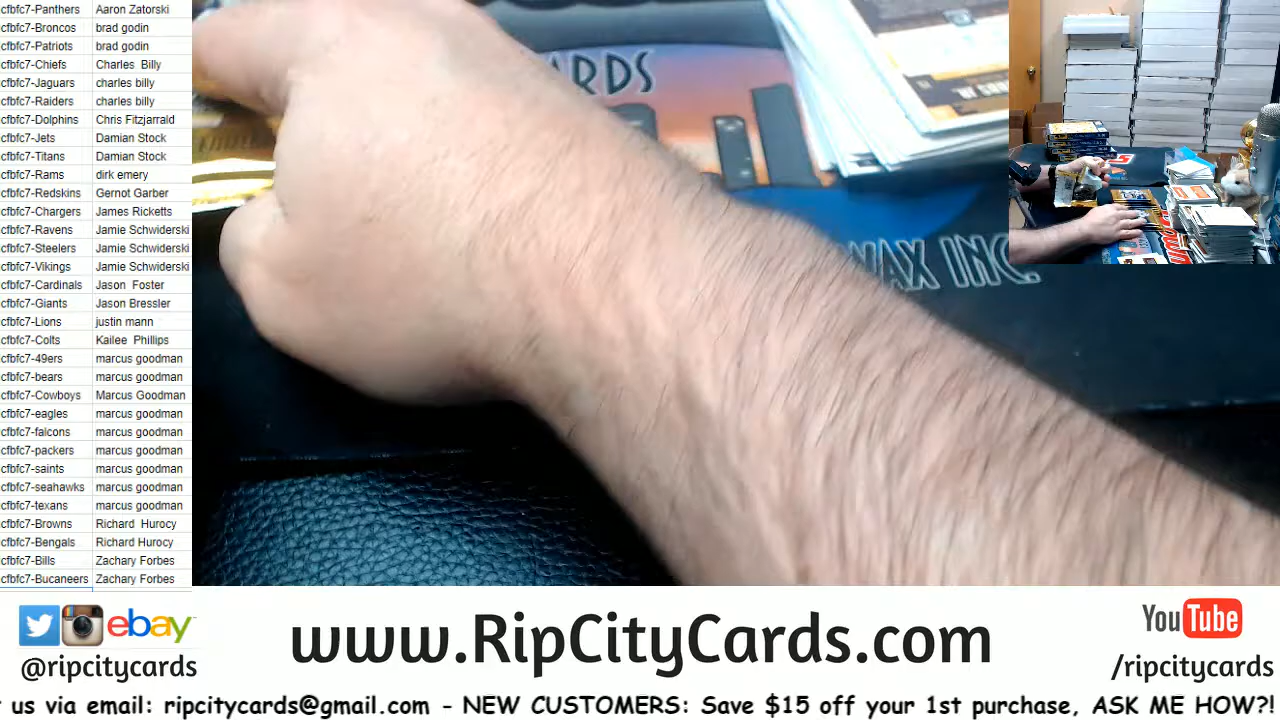 cfbfc7-Panthers Aaron Zatorski
cfbfc7-Broncos brad godin
cfbfc7-Patriots brad godin
cfbfc7-Chiefs Charles Billy
cfbfc7-Jaguars charles billy
cfbfc7-Raiders charles billy
cfbfc7-Dolphins Chris Fitzjarrald
cfbfc7-Jets Damian Stock
cfbfc7-Titans Damian Stock
cfbfc7-Rams dirk emery
cfbfc7-Redskins Gernot Garber
cfbfc7-Chargers James Ricketts
cfbfc7-Ravens Jamie Schwiderski
cfbfc7-Steelers Jamie Schwiderski
cfbfc7-Vikings Jamie Schwiderski
cfbfc7-Cardinals Jason Foster
cfbfc7-Giants Jason Bressler
cfbfc7-Lions justin mann
cfbfc7-Colts Kailee Phillips
cfbfc7-49ers marcus goodman
cfbfc7-bears marcus goodman
cfbfc7-Cowboys Marcus Goodman
cfbfc7-eagles marcus goodman
cfbfc7-falcons marcus goodman
cfbfc7-packers marcus goodman
cfbfc7-saints marcus goodman
cfbfc7-seahawks marcus goodman
cfbfc7-texans marcus goodman
cfbfc7-Browns Richard Hurocy
cfbfc7-Bengals Richard Hurocy
cfbfc7-Bills Zachary Forbes
cfbfc7-Bucaneers Zachary Forbes
ARDS
WAX INC.
ebay
@ripcitycards
www.RipCityCards.com
YouTube
/ripcitycards
us via email: ripcitycards@gmail.com - NEW CUSTOMERS: Save $15 off your 1st purchase, ASK ME HOW?!